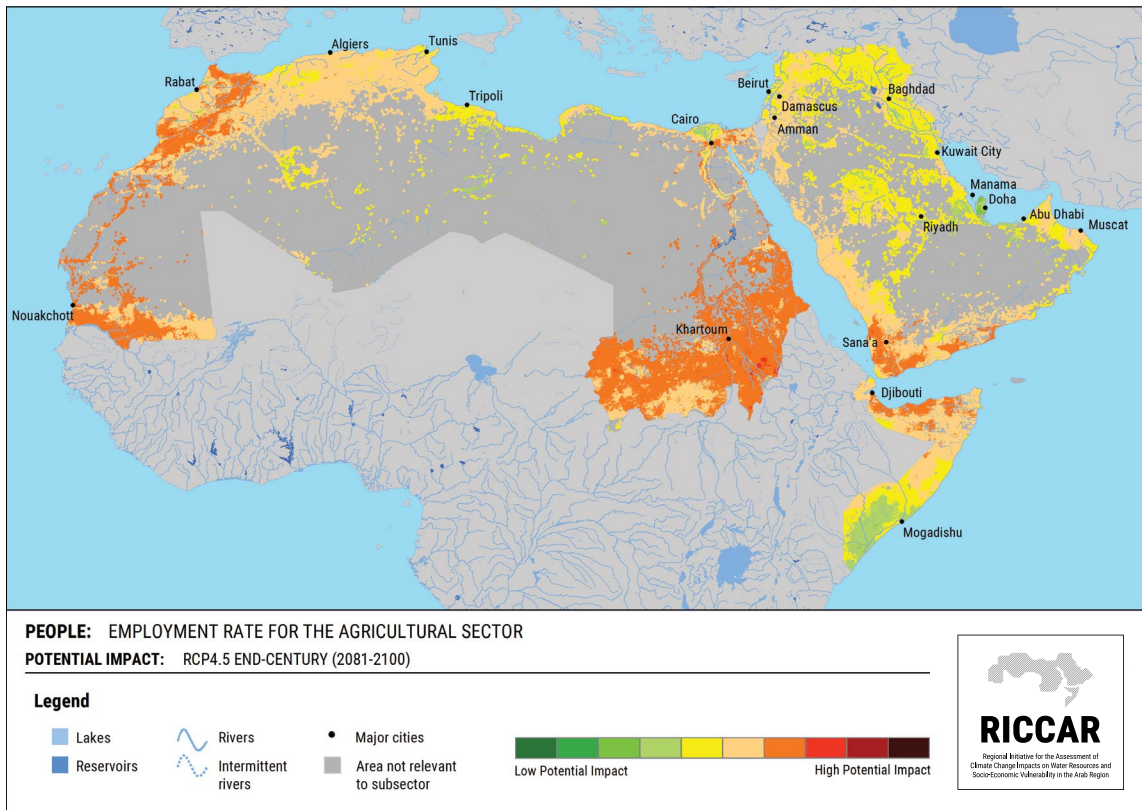 Algiers
Tunis
Rabat
Tripoli
Beirut
Baghdad
Damascus
Cairo
Amman
Kuwait City
Manama
Doha
Abu Dhabi
Riyadh
Muscat
Nouakchott
Khartoum
Sana'a
Djibouti
Mogadishu
PEOPLE: EMPLOYMENT RATE FOR THE AGRICULTURAL SECTOR
POTENTIAL IMPACT: RCP4.5 END-CENTURY (2081-2100)
Legend
Lakes
Reservoirs
Rivers
Intermittent
rivers
Major cities
Area not relevant
to subsector
Low Potential Impact
High Potential Impact
RICCAR
Regional Initiative for the Assessment of
Climate Change Impacts on Water Resources and
Socio-Economic Vulnerability in the Arab Region